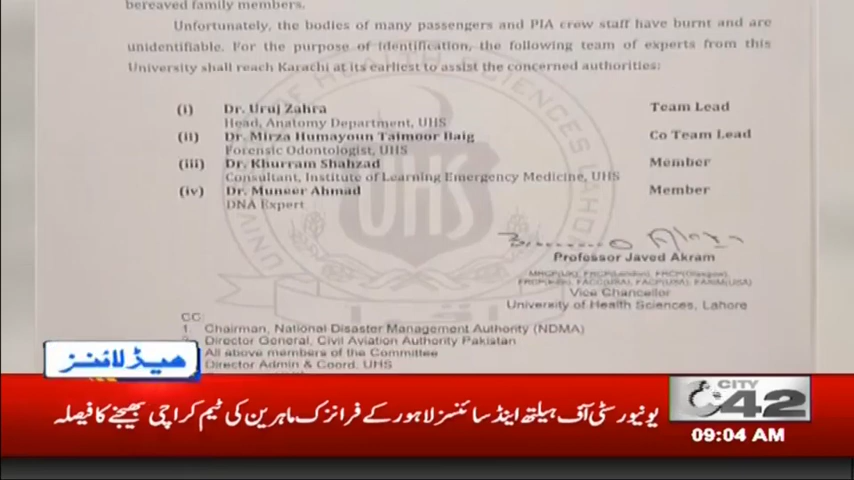 bereaved family members.
Unfortunately, the bodies of many passengers and PIA crew staff have burnt and are
unidentifiable. For the purpose of identification, the following team of experts from this
University shall reach Karachi at its earliest to assist the concerned authorities:
(i) Dr. Uruj Zahra Team Lead
Head, Anatomy Department, UHS
(ii) Dr. Mirza Humayoun Taimoor Baig Co Team Lead
Forensic Odontologist, UHS
(iii) Dr. Khurram Shahzad Member
Consultant, Institute of Learning Emergency Medicine, UHS
(iv) Dr. Muneer Ahmad Member
DNA Expert
UNIVERSITY OF HEALTH SCIENCES LAHORE
UHS
Professor Javed Akram
Vice Chancellor
University of Health Sciences, Lahore
CC:
1. Chairman, National Disaster Management Authority (NDMA)
Director General, Civil Aviation Authority Pakistan
All above members of the Committee
Director Admin & Coord, UHS
ہیڈلائنز
یونیورسٹی آف ہیلتھ اینڈ سائنسز لاہور کے فرانزک ماہرین کی ٹیم کراچی بھیجنے کا فیصلہ
CITY
42
09:04 AM